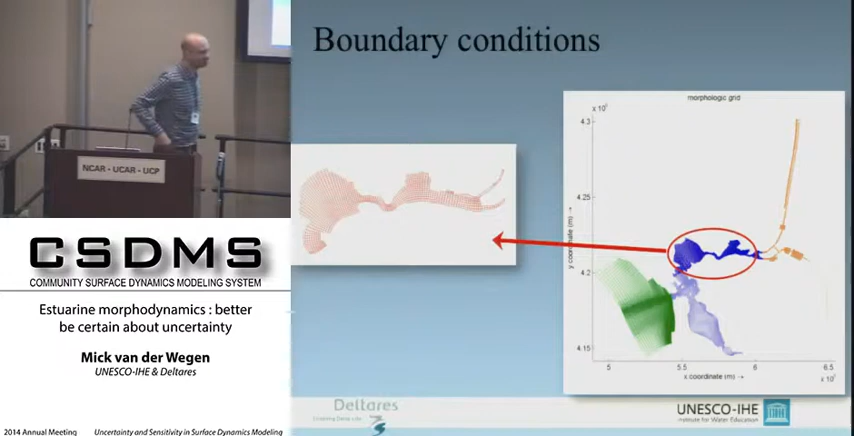 NCAR - UCAR - UCP
CSDMS
COMMUNITY SURFACE DYNAMICS MODELING SYSTEM
Estuarine morphodynamics : better
be certain about uncertainty
Mick van der Wegen
UNESCO-IHE & Deltares
2014 Annual Meeting
Uncertainty and Sensitivity in Surface Dynamics Modeling
Boundary conditions
morphologic grid
4.3
4.25
4.2
4.15
y coordinate (m) →
5
5.5
6
6.5
x coordinate (m) →
Deltares
UNESCO-IHE
Institute for Water Education